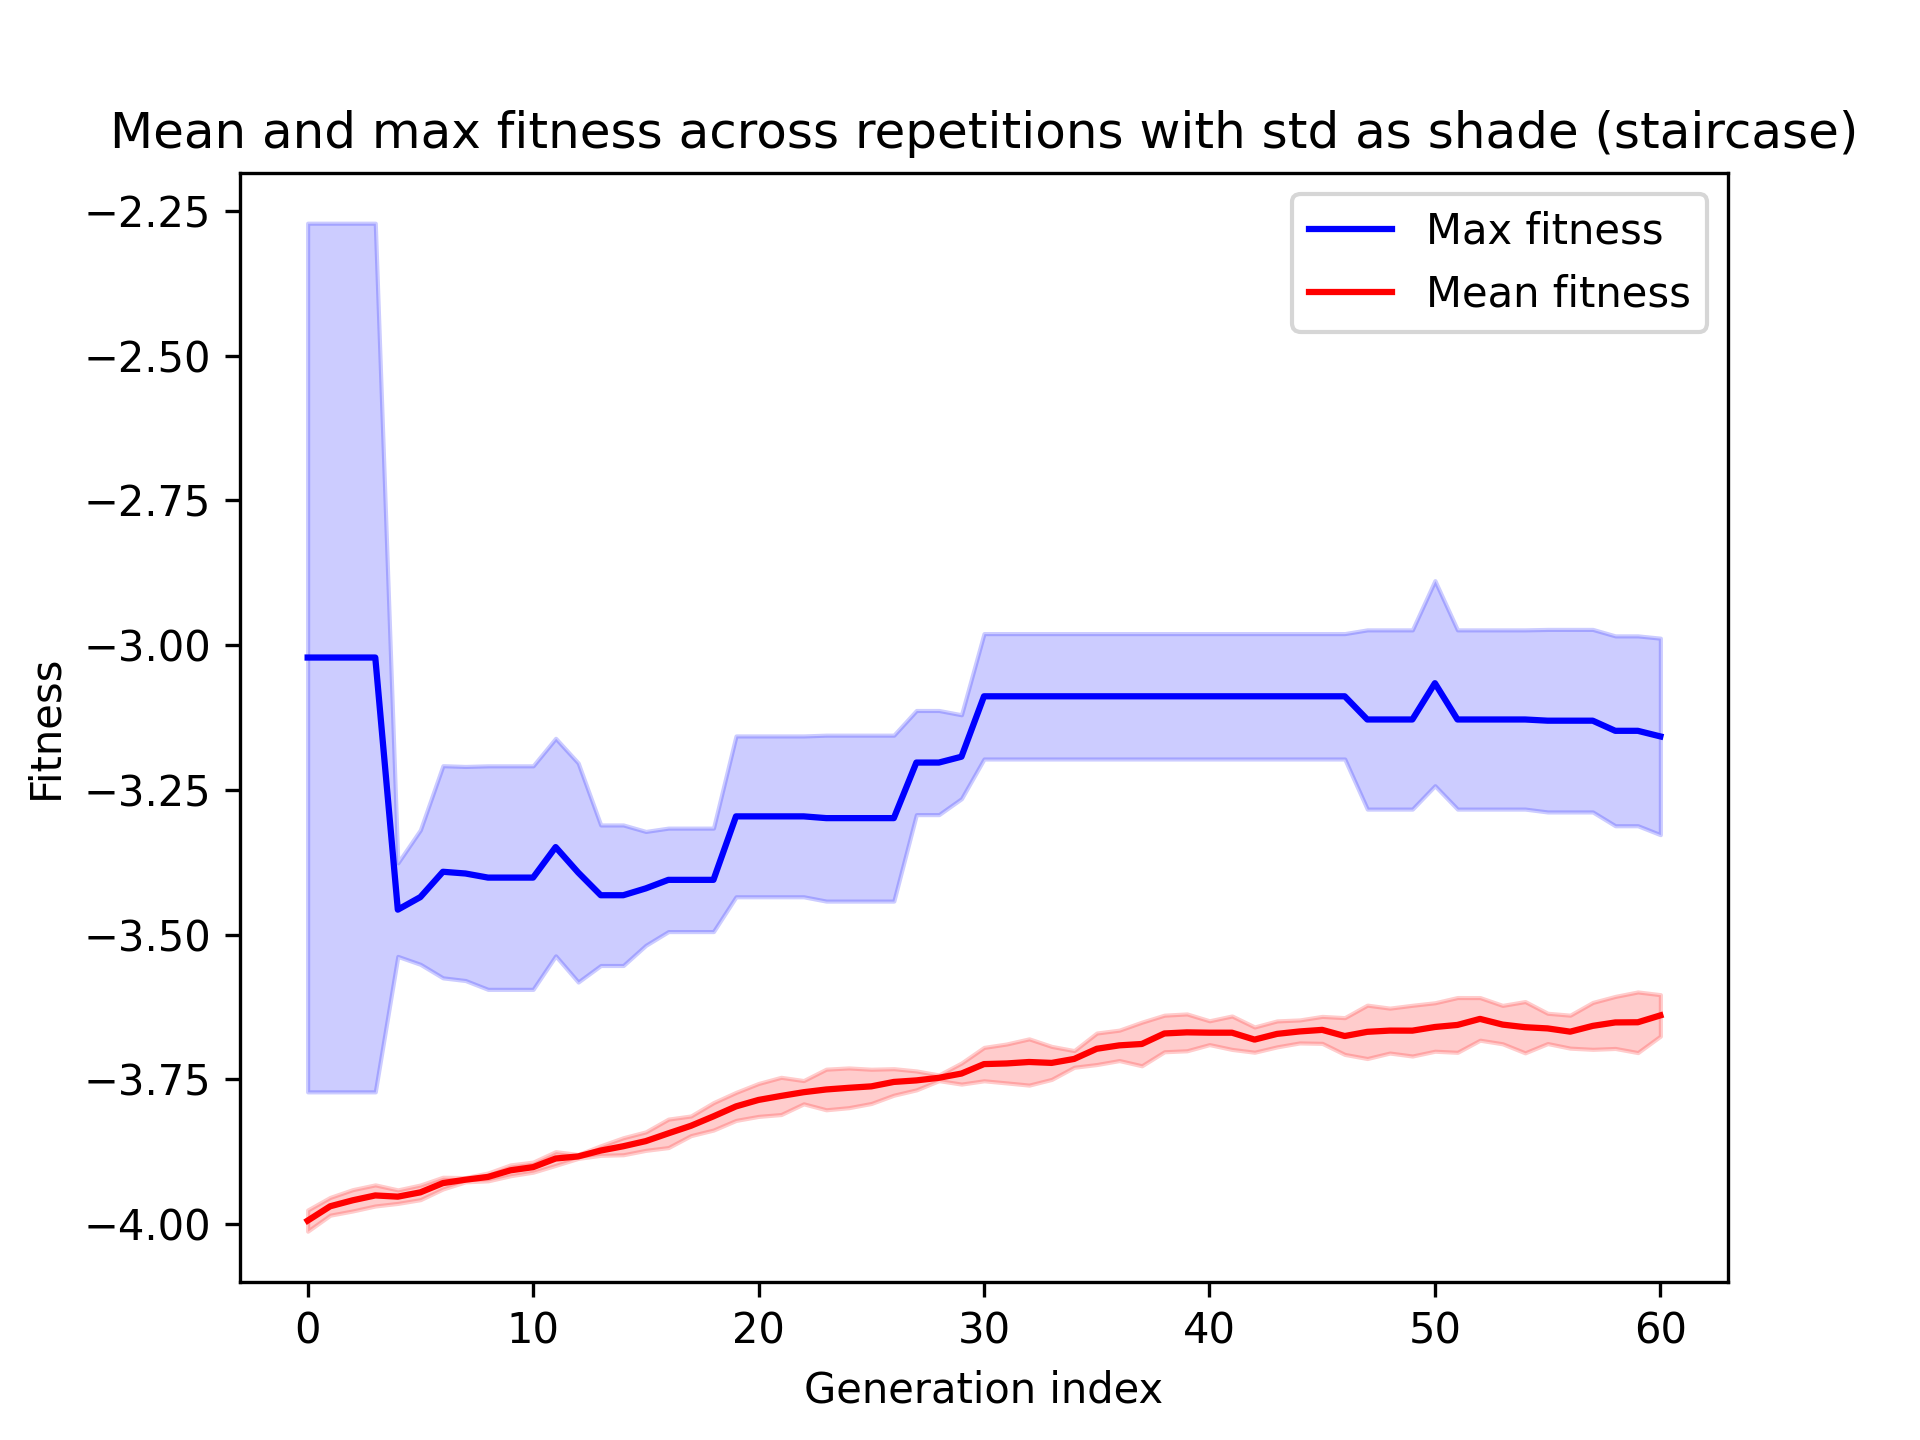 Mean and max fitness across repetitions with std as shade (staircase)
Max fitness
Mean fitness
−2.25
−2.50
−2.75
−3.00
−3.25
−3.50
−3.75
−4.00
Fitness
0 10 20 30 40 50 60
Generation index